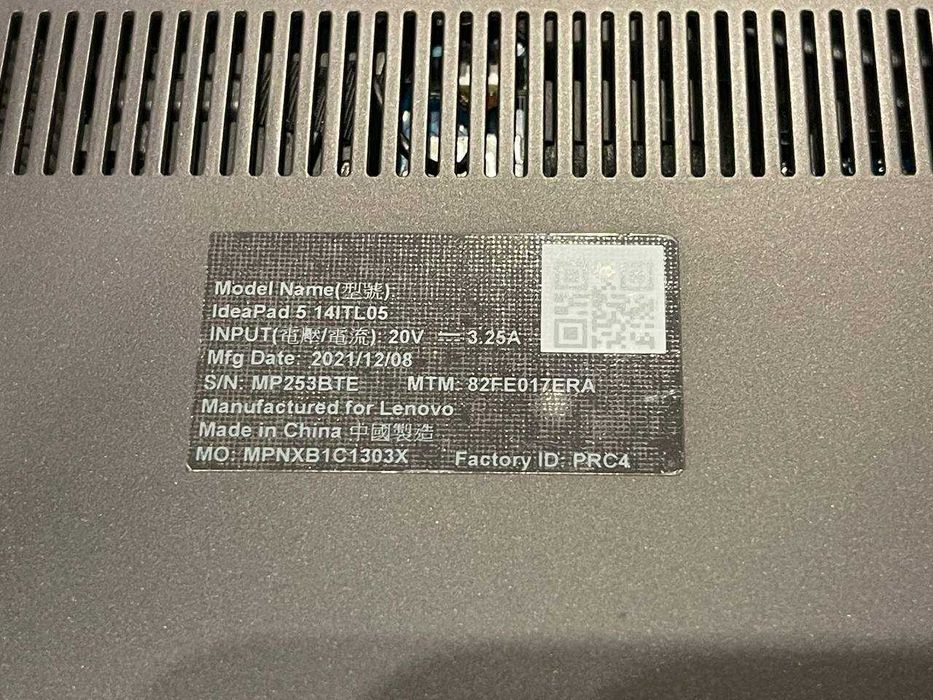 Model Name(型號):
IdeaPad 5 14ITL05
INPUT(電壓/電流): 20V ⎓ 3.25A
Mfg Date: 2021/12/08
S/N: MP253BTE MTM: 82FE017ERA
Manufactured for Lenovo
Made in China 中國製造
MO: MPNXB1C1303X Factory ID: PRC4